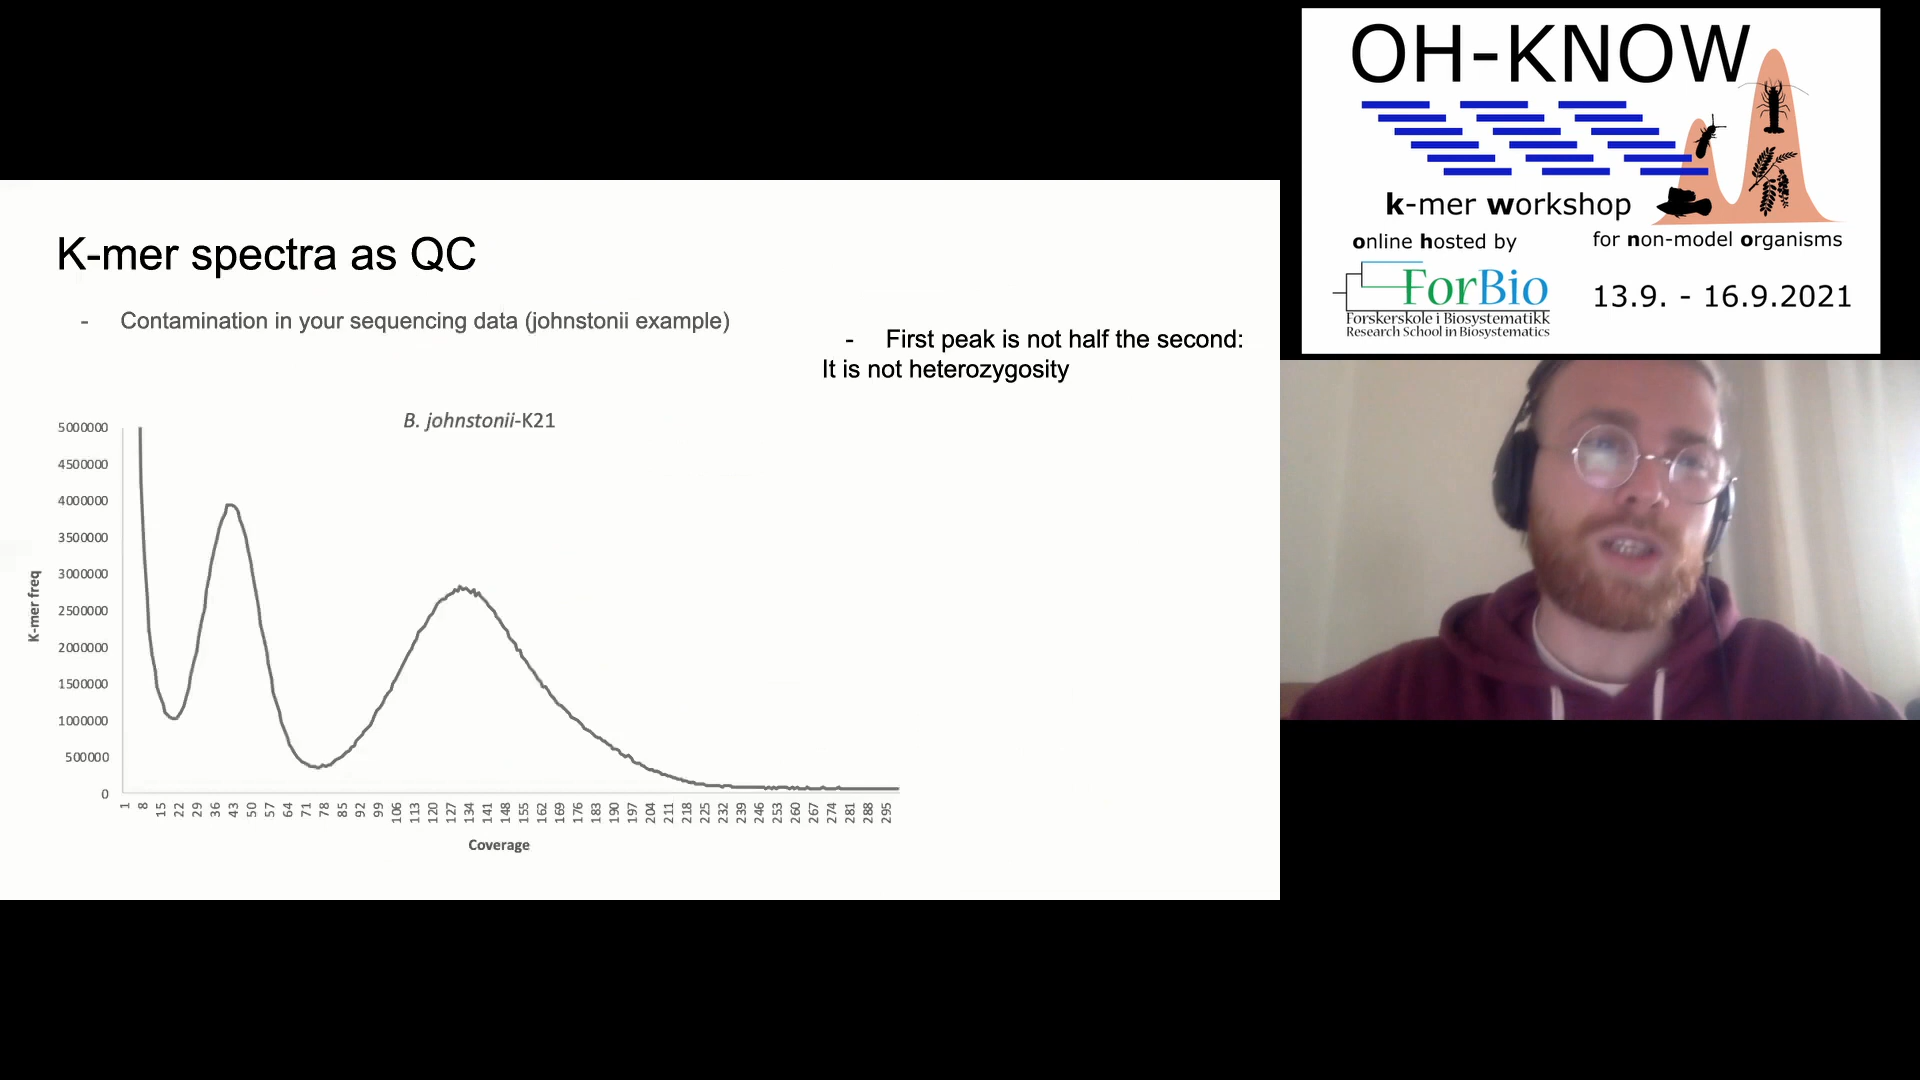 OH-KNOW
k-mer workshop
online hosted by
for non-model organisms
ForBio
Forskerskole i Biosystematikk
Research School in Biosystematics
13.9. - 16.9.2021
K-mer spectra as QC
- Contamination in your sequencing data (johnstonii example)
- First peak is not half the second:
It is not heterozygosity
B. johnstonii-K21
5000000
4500000
4000000
3500000
3000000
2500000
2000000
1500000
1000000
500000
0
K-mer freq
1 8 15 22 29 36 43 50 57 64 71 78 85 92 99 106 113 120 127 134 141 148 155 162 169 176 183 190 197 204 211 218 225 232 239 246 253 260 267 274 281 288 295
Coverage